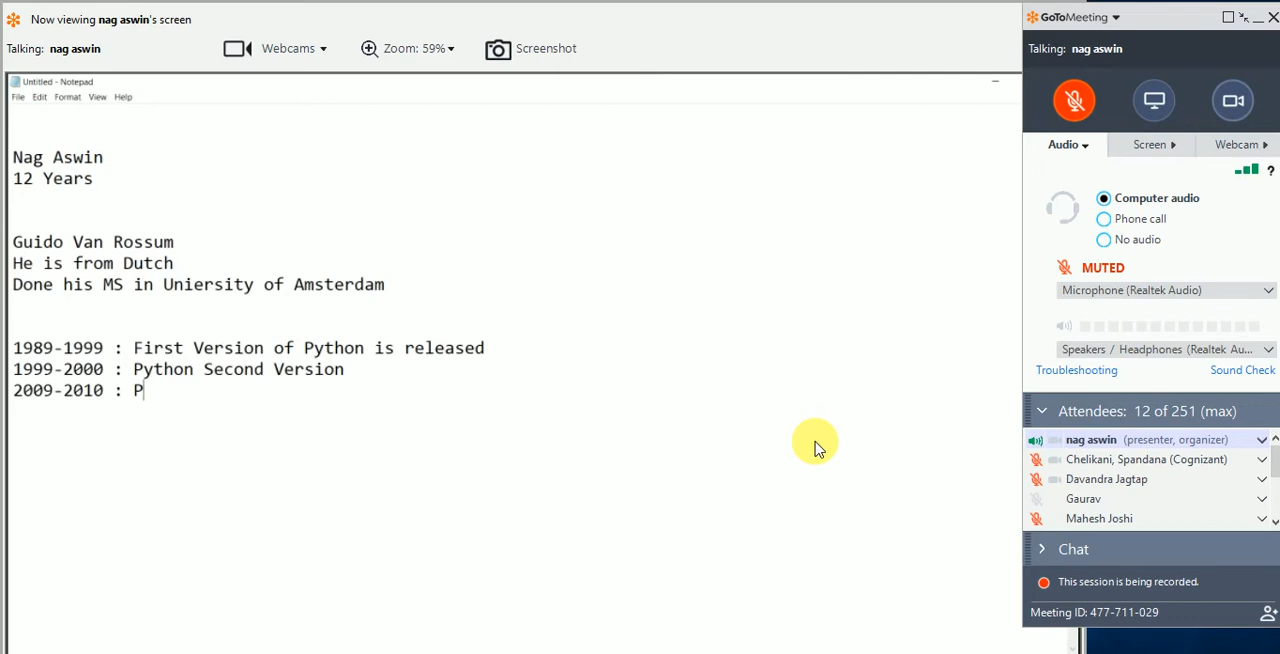 Now viewing nag aswin's screen
Talking: nag aswin
Webcams
Zoom: 59%
Screenshot
Untitled - Notepad
File Edit Format View Help
Nag Aswin
12 Years
Guido Van Rossum
He is from Dutch
Done his MS in Uniersity of Amsterdam
1989-1999 : First Version of Python is released
1999-2000 : Python Second Version
2009-2010 : P
GoToMeeting
Talking: nag aswin
Audio Screen Webcam
?
Computer audio
Phone call
No audio
MUTED
Microphone (Realtek Audio)
Speakers / Headphones (Realtek Au...
Troubleshooting Sound Check
Attendees: 12 of 251 (max)
nag aswin (presenter, organizer)
Chelikani, Spandana (Cognizant)
Davandra Jagtap
Gaurav
Mahesh Joshi
Chat
This session is being recorded.
Meeting ID: 477-711-029